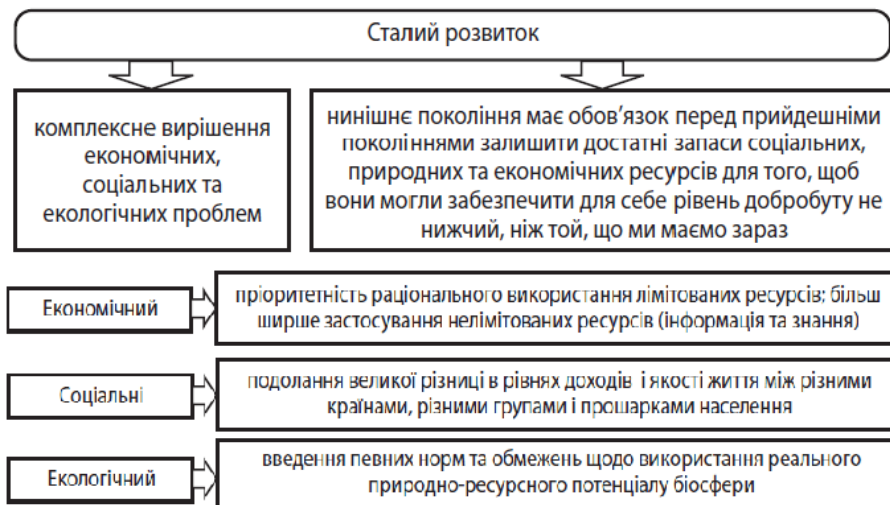 Сталий розвиток
комплексне вирішення
економічних,
соціальних та
екологічних проблем
нинішнє покоління має обов’язок перед прийдешніми
поколіннями залишити достатні запаси соціальних,
природних та економічних ресурсів для того, щоб
вони могли забезпечити для себе рівень добробуту не
нижчий, ніж той, що ми маємо зараз
Економічний
пріоритетність раціонального використання лімітованих ресурсів; більш
ширше застосування нелімітованих ресурсів (інформація та знання)
Соціальні
подолання великої різниці в рівнях доходів і якості життя між різними
країнами, різними групами і прошарками населення
Екологічний
введення певних норм та обмежень щодо використання реального
природно-ресурсного потенціалу біосфери